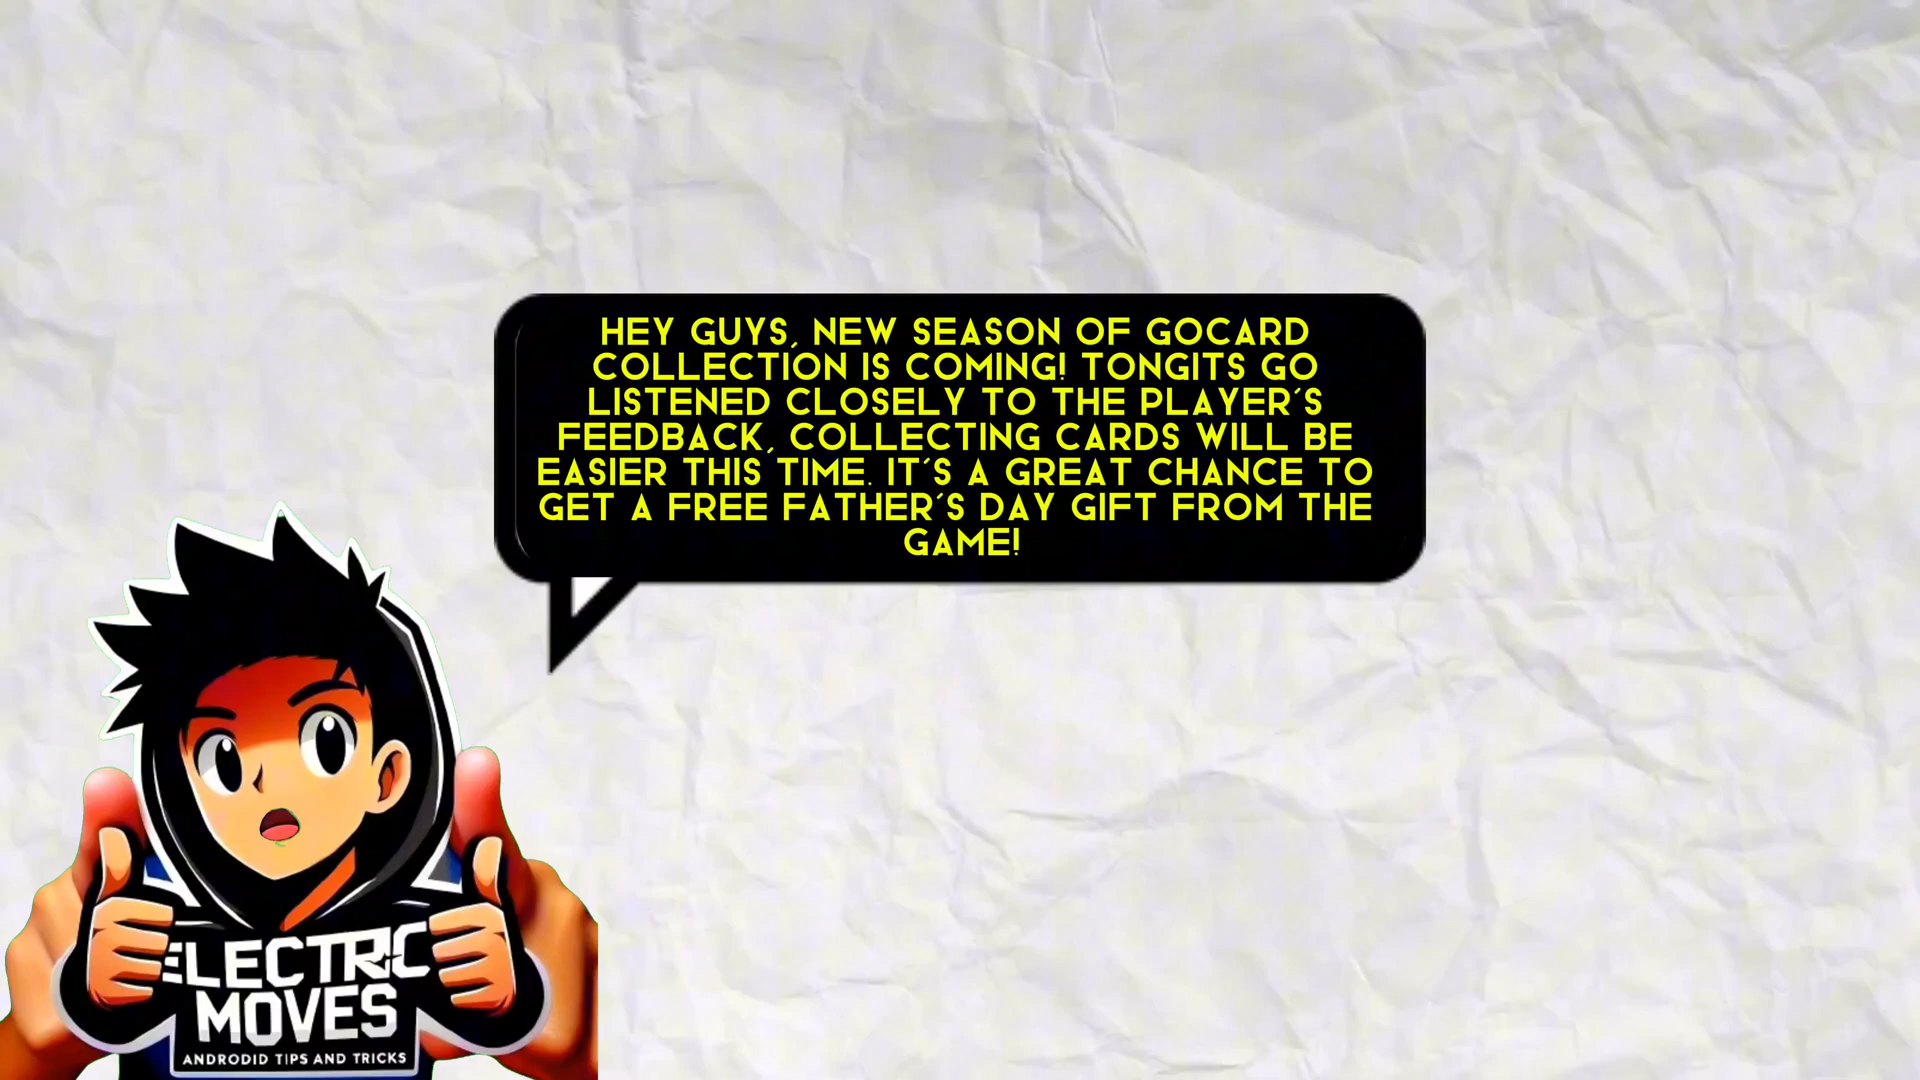 HEY GUYS, NEW SEASON OF GOCARD
COLLECTION IS COMING! TONGITS GO
LISTENED CLOSELY TO THE PLAYER'S
FEEDBACK, COLLECTING CARDS WILL BE
EASIER THIS TIME. IT'S A GREAT CHANCE TO
GET A FREE FATHER'S DAY GIFT FROM THE
GAME!
ELECTRIC
MOVES
ANDRODID TIPS AND TRICKS